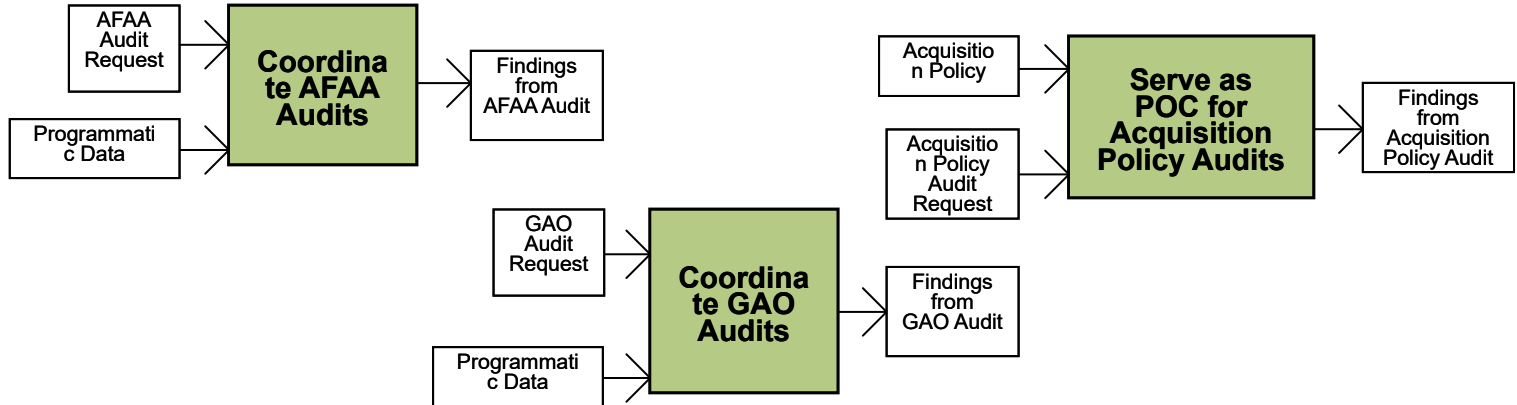 AFAA
Audit
Request
Programmati
c Data
Coordina
te AFAA
Audits
Findings
from
AFAA Audit
GAO
Audit
Request
Programmati
c Data
Coordina
te GAO
Audits
Findings
from
GAO Audit
Acquisitio
n Policy
Acquisitio
n Policy
Audit
Request
Serve as
POC for
Acquisition
Policy Audits
Findings
from
Acquisition
Policy Audit